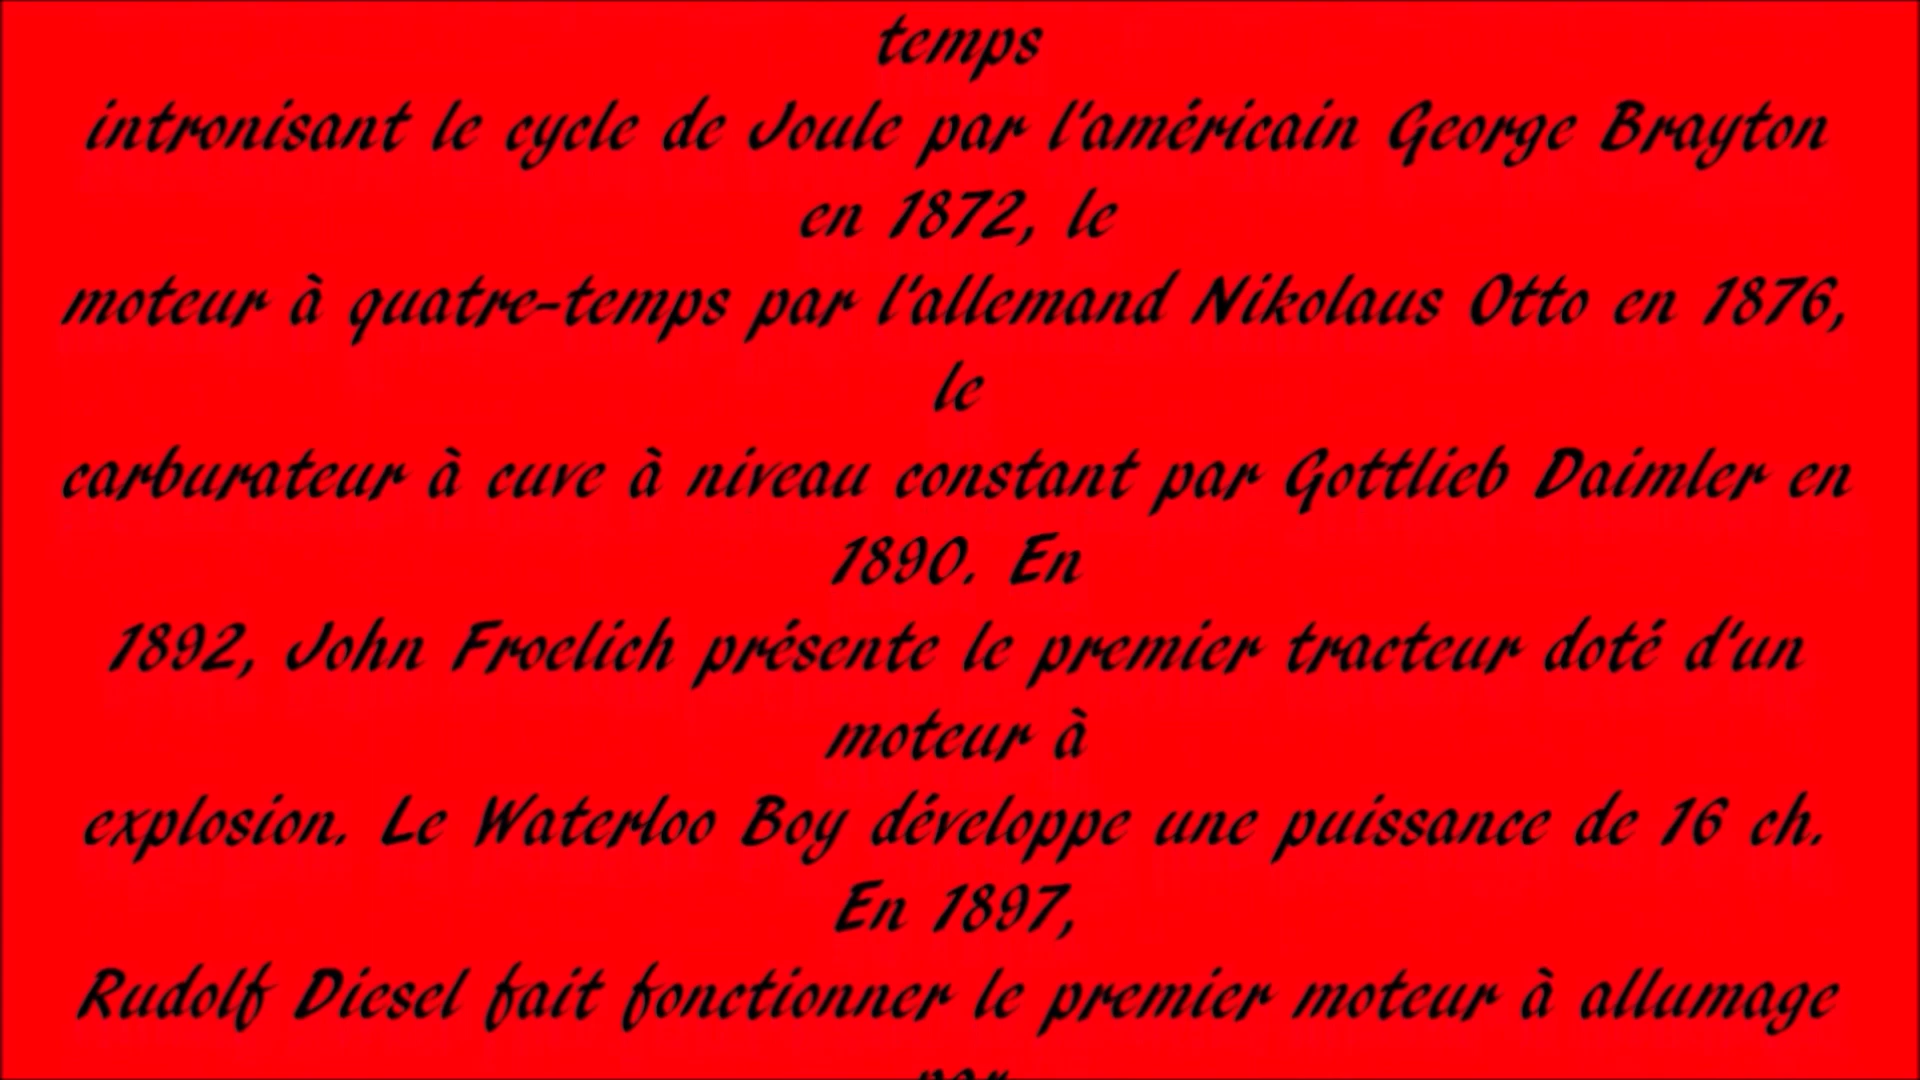 temps
intronisant le cycle de Joule par l'américain George Brayton
en 1872, le
moteur à quatre-temps par l'allemand Nikolaus Otto en 1876,
le
carburateur à cuve à niveau constant par Gottlieb Daimler en
1890. En
1892, John Froelich présente le premier tracteur doté d'un
moteur à
explosion. Le Waterloo Boy développe une puissance de 16 ch.
En 1897,
Rudolf Diesel fait fonctionner le premier moteur à allumage